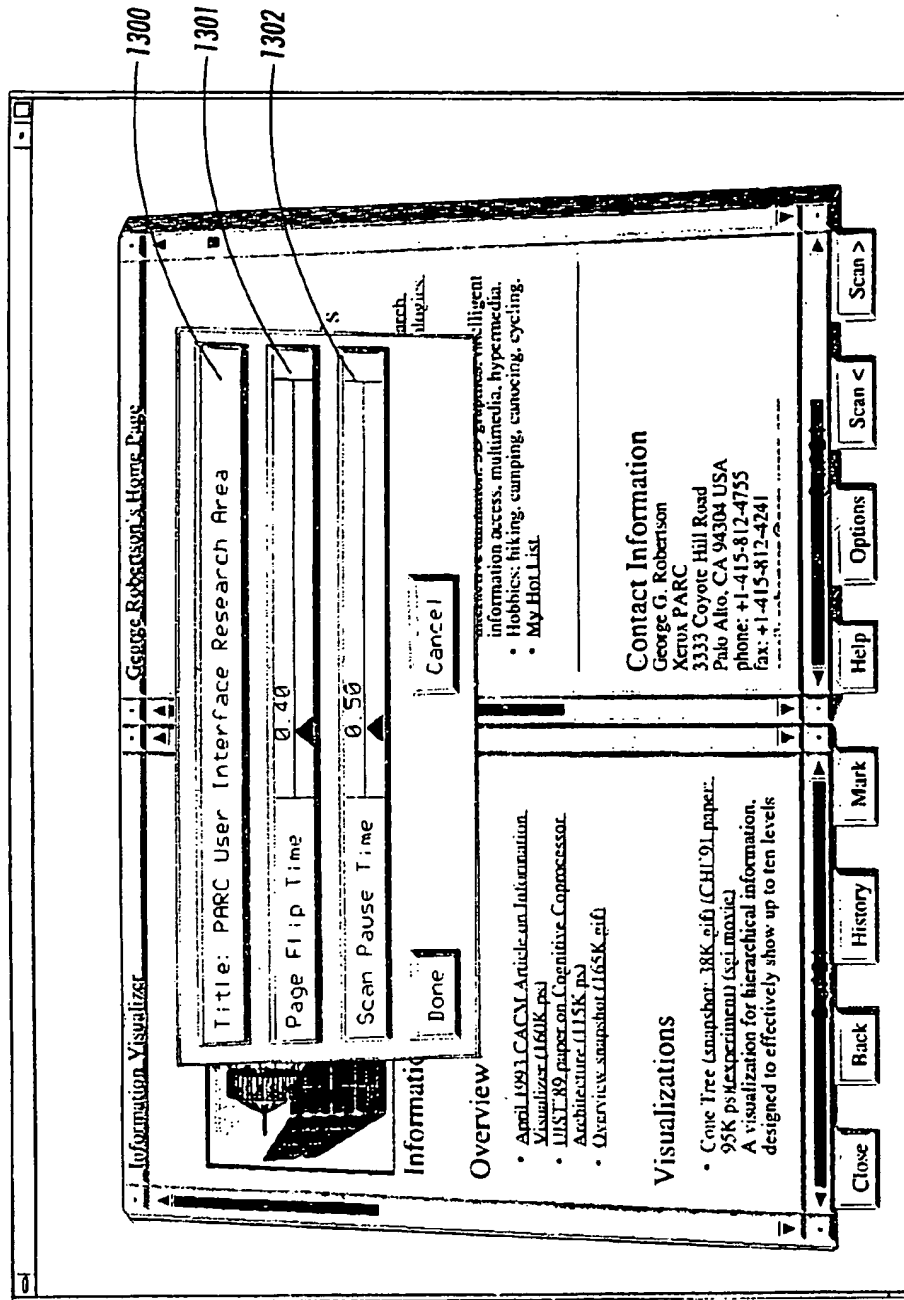 1300
1301
1302
Information Visualizer
George Robertson's Home Page
Title: PARC User Interface Research Area
Page Flip Time
0.40
Scan Pause Time
0.50
Done
Cancel
Overview
• April 1993 CACM Article on Information
Visualizer (160K ps)
• UIST '89 paper on Cognitive Coprocessor
Architecture (115K ps)
• Overview snapshot (165K gif)
Visualizations
• Cone Tree (snapshot: 38K gif) (CHI '91 paper:
95K ps) (experiment) (sgi movie)
A visualization for hierarchical information,
designed to effectively show up to ten levels
s
arch
ologics.
information access, multimedia, hypermedia.
Hobbies: hiking, camping, canoeing, cycling.
• My Hot List
Contact Information
George G. Robertson
Xerox PARC
3333 Coyote Hill Road
Palo Alto, CA 94304 USA
phone: +1-415-812-4755
fax: +1-415-812-4241
Close
Back
History
Mark
Help
Options
Scan <
Scan >